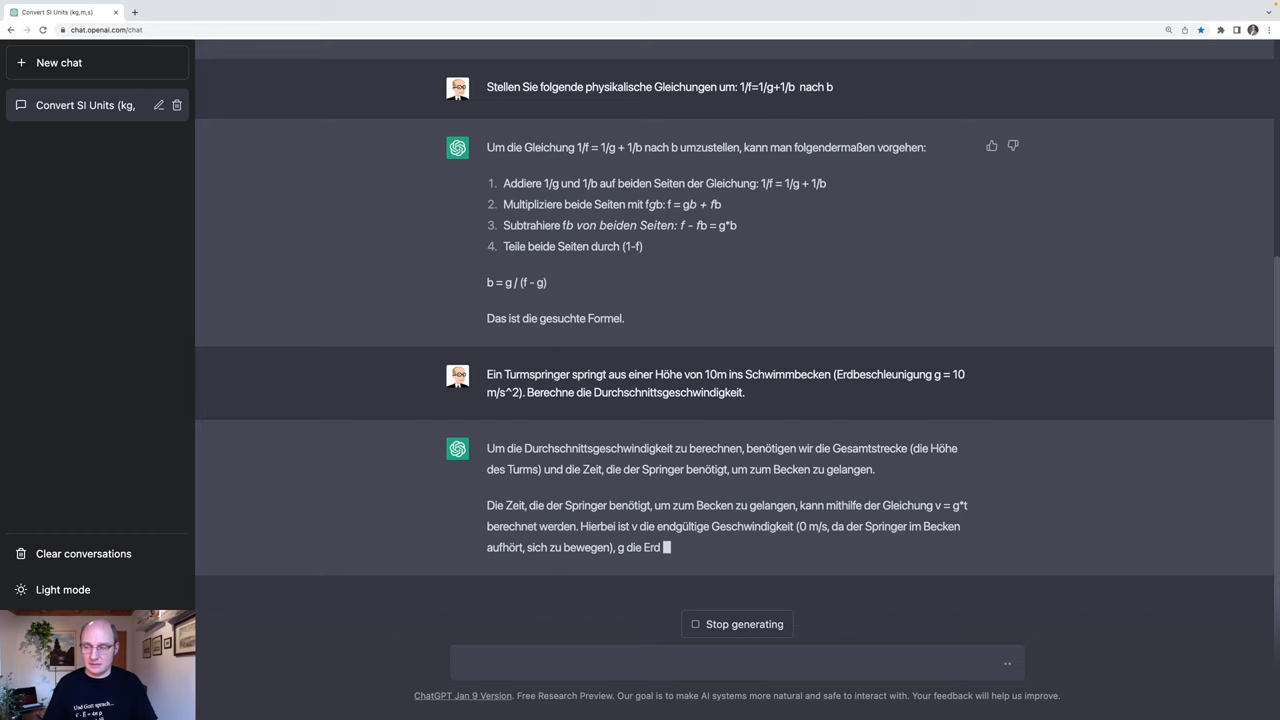 Convert SI Units (kg,m,s)
chat.openai.com/chat
New chat
Convert SI Units (kg,
Stellen Sie folgende physikalische Gleichungen um: 1/f=1/g+1/b nach b
Um die Gleichung 1/f = 1/g + 1/b nach b umzustellen, kann man folgendermaßen vorgehen:
1. Addiere 1/g und 1/b auf beiden Seiten der Gleichung: 1/f = 1/g + 1/b
2. Multipliziere beide Seiten mit fgb: f = gb + fb
3. Subtrahiere fb von beiden Seiten: f - fb = g*b
4. Teile beide Seiten durch (1-f)
b = g / (f - g)
Das ist die gesuchte Formel.
Ein Turmspringer springt aus einer Höhe von 10m ins Schwimmbecken (Erdbeschleunigung g = 10
m/s^2). Berechne die Durchschnittsgeschwindigkeit.
Um die Durchschnittsgeschwindigkeit zu berechnen, benötigen wir die Gesamtstrecke (die Höhe
des Turms) und die Zeit, die der Springer benötigt, um zum Becken zu gelangen.
Die Zeit, die der Springer benötigt, um zum Becken zu gelangen, kann mithilfe der Gleichung v = g*t
berechnet werden. Hierbei ist v die endgültige Geschwindigkeit (0 m/s, da der Springer im Becken
aufhört, sich zu bewegen), g die Erd
Clear conversations
Light mode
Stop generating
ChatGPT Jan 9 Version. Free Research Preview. Our goal is to make AI systems more natural and safe to interact with. Your feedback will help us improve.
Und Gott sprach...